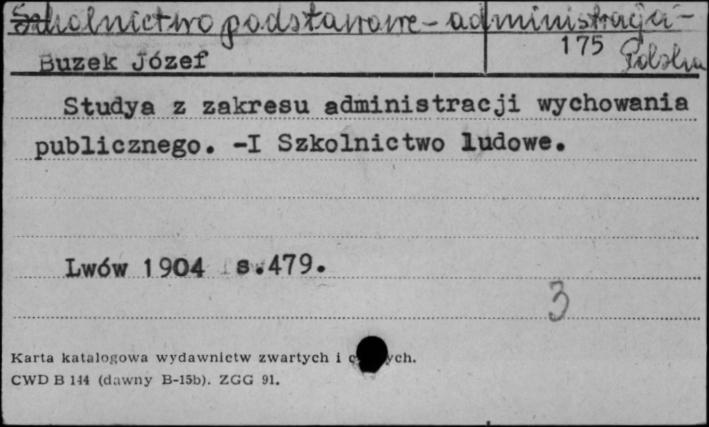 Szkolnictwo podstawowe - administracja -
175 Polska
Buzek Józef
Studya z zakresu administracji wychowania
publicznego. -I Szkolnictwo ludowe.
Lwów 1904 s.479.
3
Karta katalogowa wydawnictw zwartych i
CWD B 144 (dawny B-15b). ZGG 91.